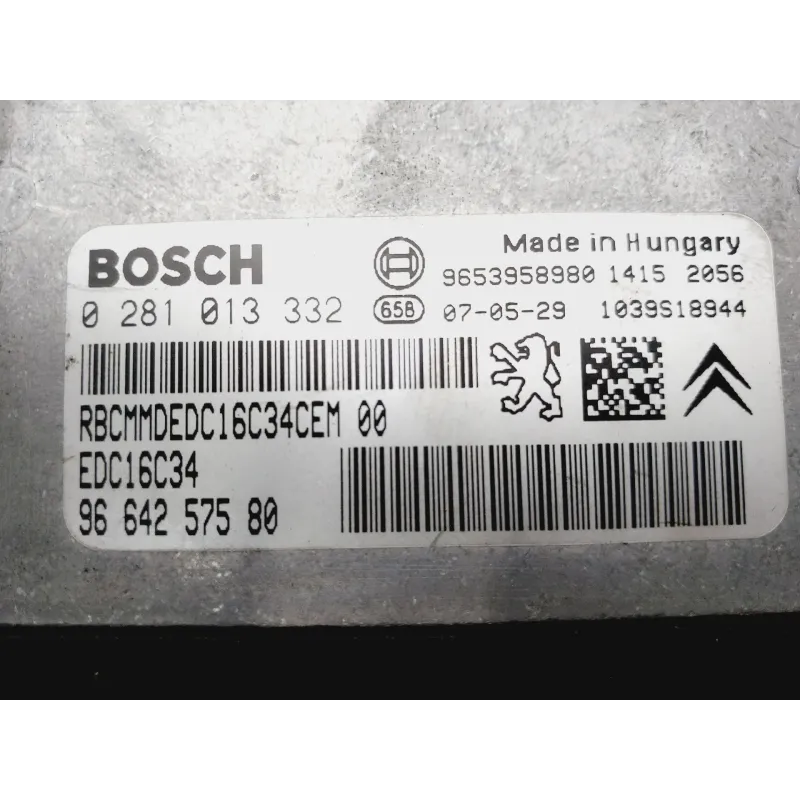 BOSCH
Made in Hungary
9653958980 1415 2056
0 281 013 332 65B 07-05-29 1039S18944
RBCMMDEDC16C34CEM 00
EDC16C34
96 642 575 80